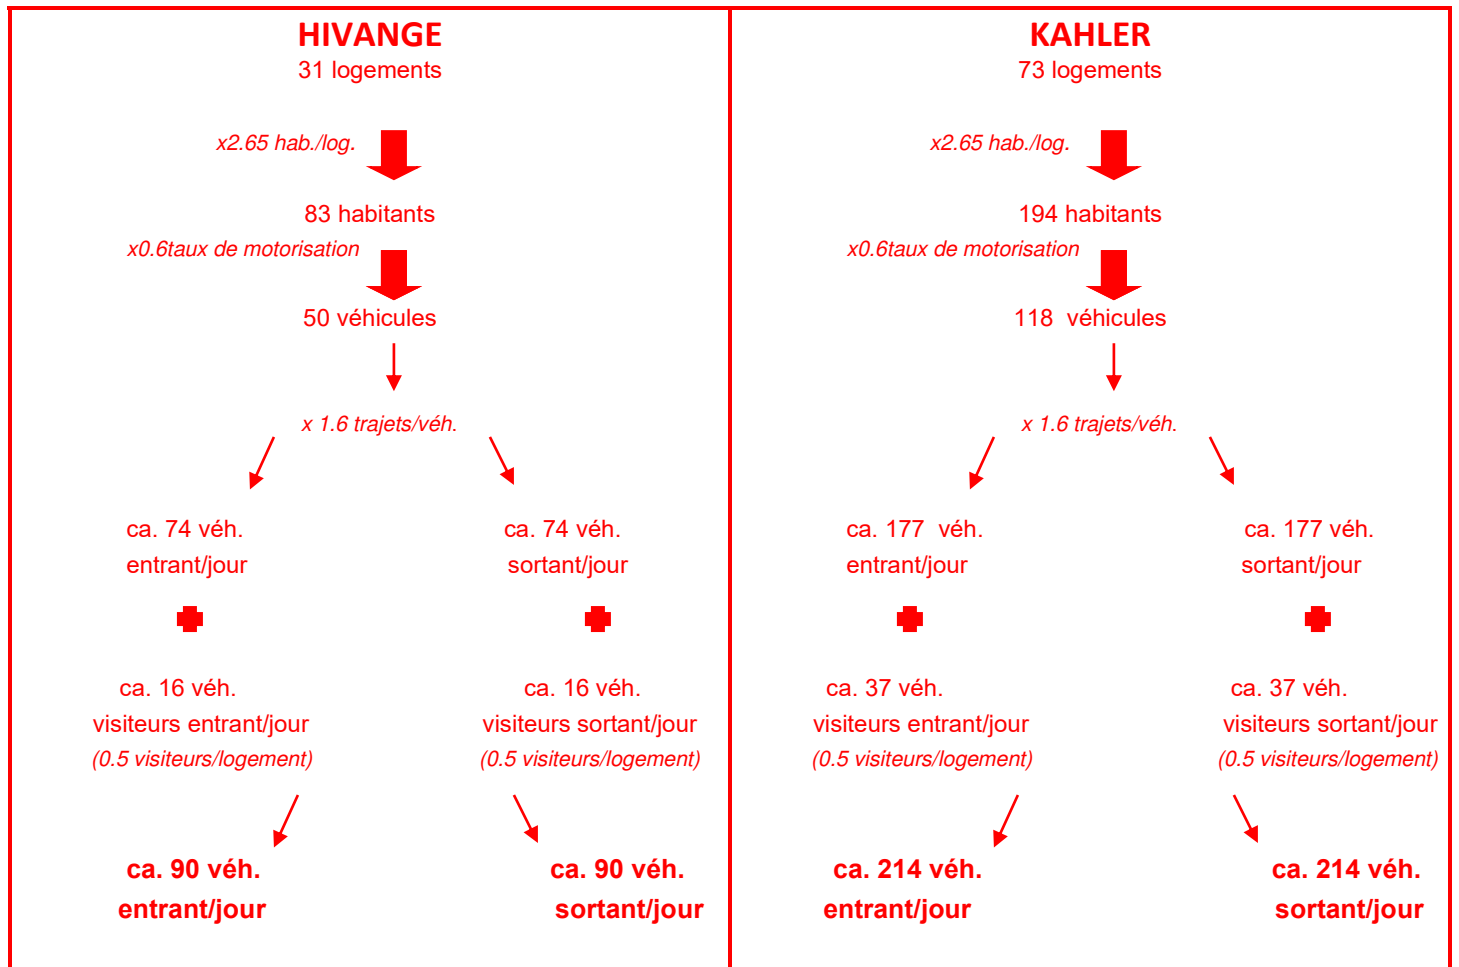 HIVANGE
31 logements
x2.65 hab./log.
83 habitants
x0.6taux de motorisation
50 véhicules
x 1.6 trajets/véh.
ca. 74 véh.
entrant/jour
ca. 74 véh.
sortant/jour
ca. 16 véh.
visiteurs entrant/jour
(0.5 visiteurs/logement)
ca. 16 véh.
visiteurs sortant/jour
(0.5 visiteurs/logement)
ca. 90 véh.
entrant/jour
ca. 90 véh.
sortant/jour
KAHLER
73 logements
x2.65 hab./log.
194 habitants
x0.6taux de motorisation
118 véhicules
x 1.6 trajets/véh.
ca. 177 véh.
entrant/jour
ca. 177 véh.
sortant/jour
ca. 37 véh.
visiteurs entrant/jour
(0.5 visiteurs/logement)
ca. 37 véh.
visiteurs sortant/jour
(0.5 visiteurs/logement)
ca. 214 véh.
entrant/jour
ca. 214 véh.
sortant/jour